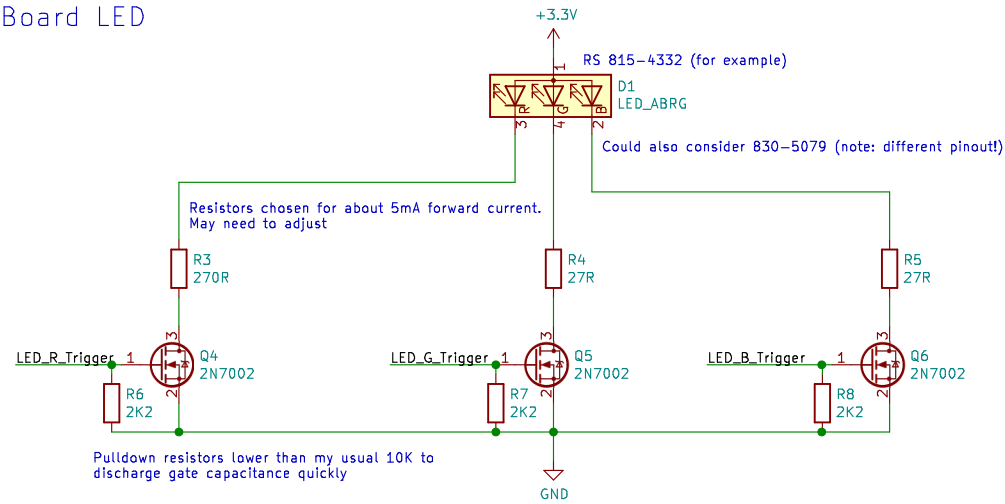 Board LED
+3.3V
1
RS 815-4332 (for example)
D1
LED_ABRG
R G B
3 4 2
Could also consider 830-5079 (note: different pinout!)
Resistors chosen for about 5mA forward current.
May need to adjust
R3
270R
R4
27R
R5
27R
LED_R_Trigger
1
3
2
Q4
2N7002
R6
2K2
LED_G_Trigger
1
3
2
Q5
2N7002
R7
2K2
LED_B_Trigger
1
3
2
Q6
2N7002
R8
2K2
Pulldown resistors lower than my usual 10K to
discharge gate capacitance quickly
GND